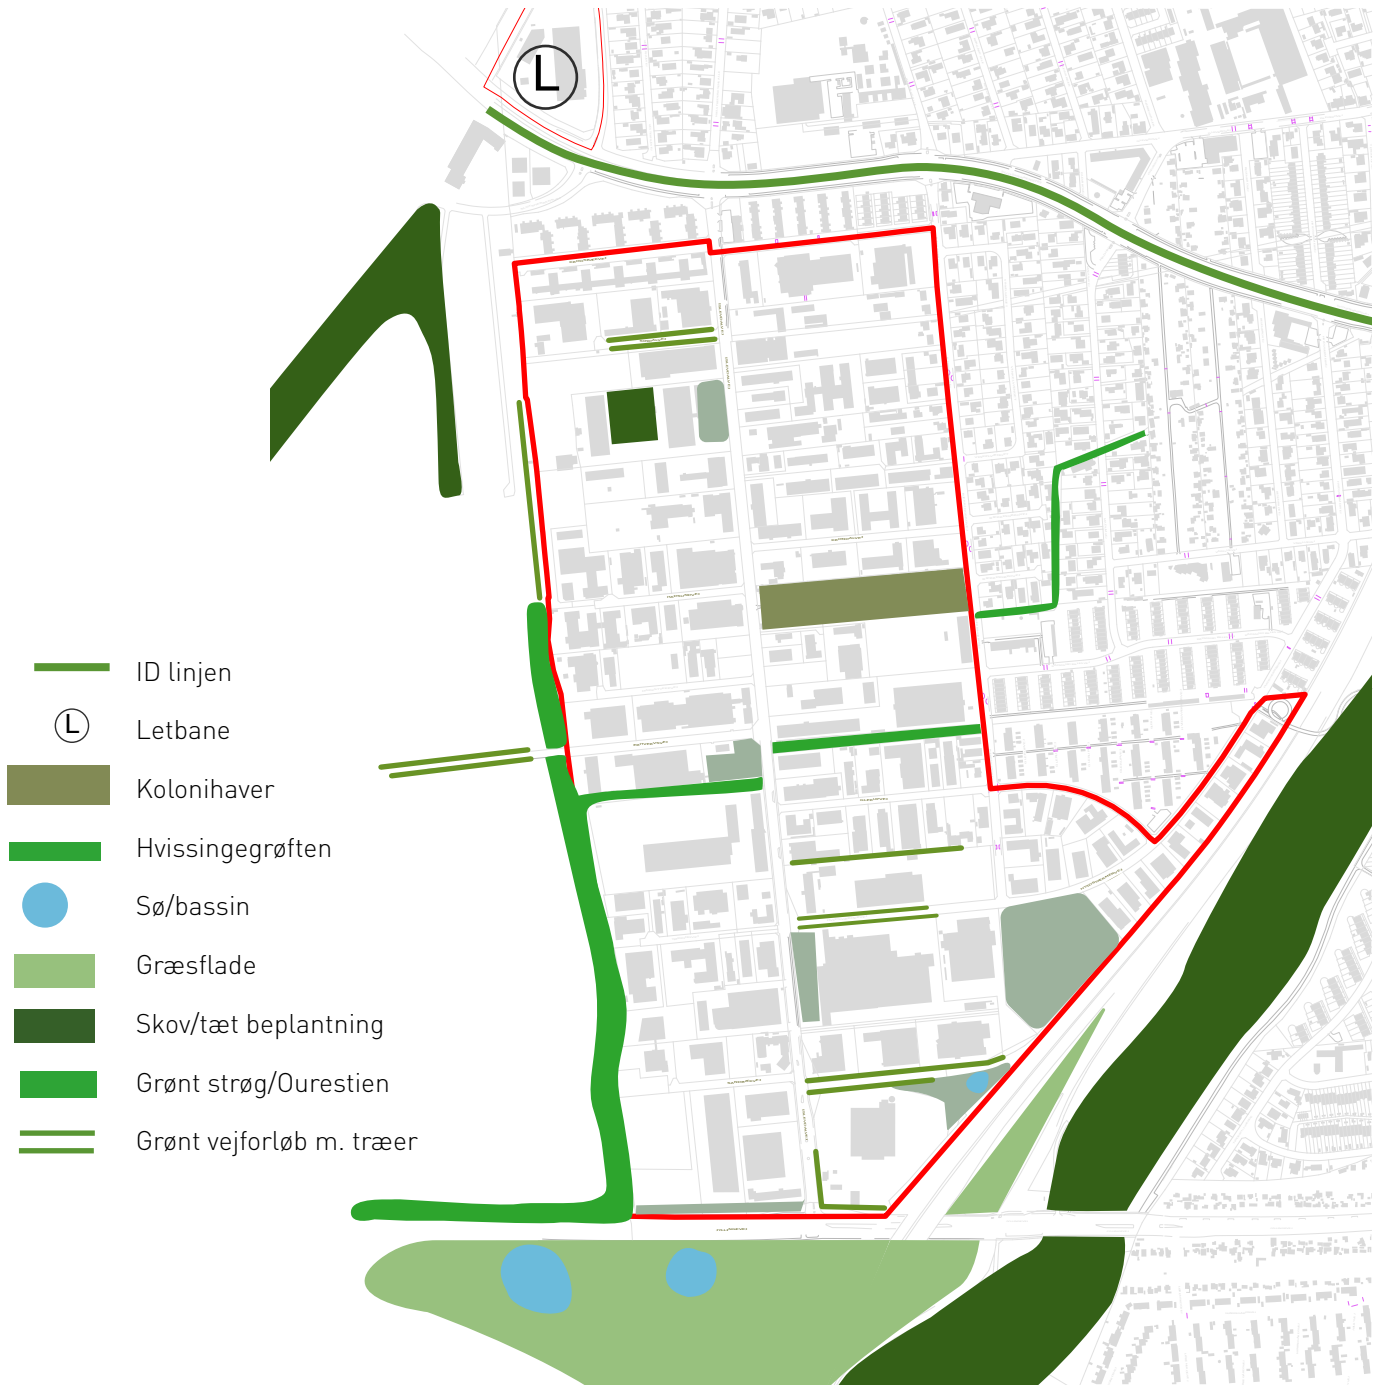 L
ID linjen
L
Letbane
Kolonihaver
Hvissingegrøften
Sø/bassin
Græsflade
Skov/tæt beplantning
Grønt strøg/Ourestien
Grønt vejforløb m. træer